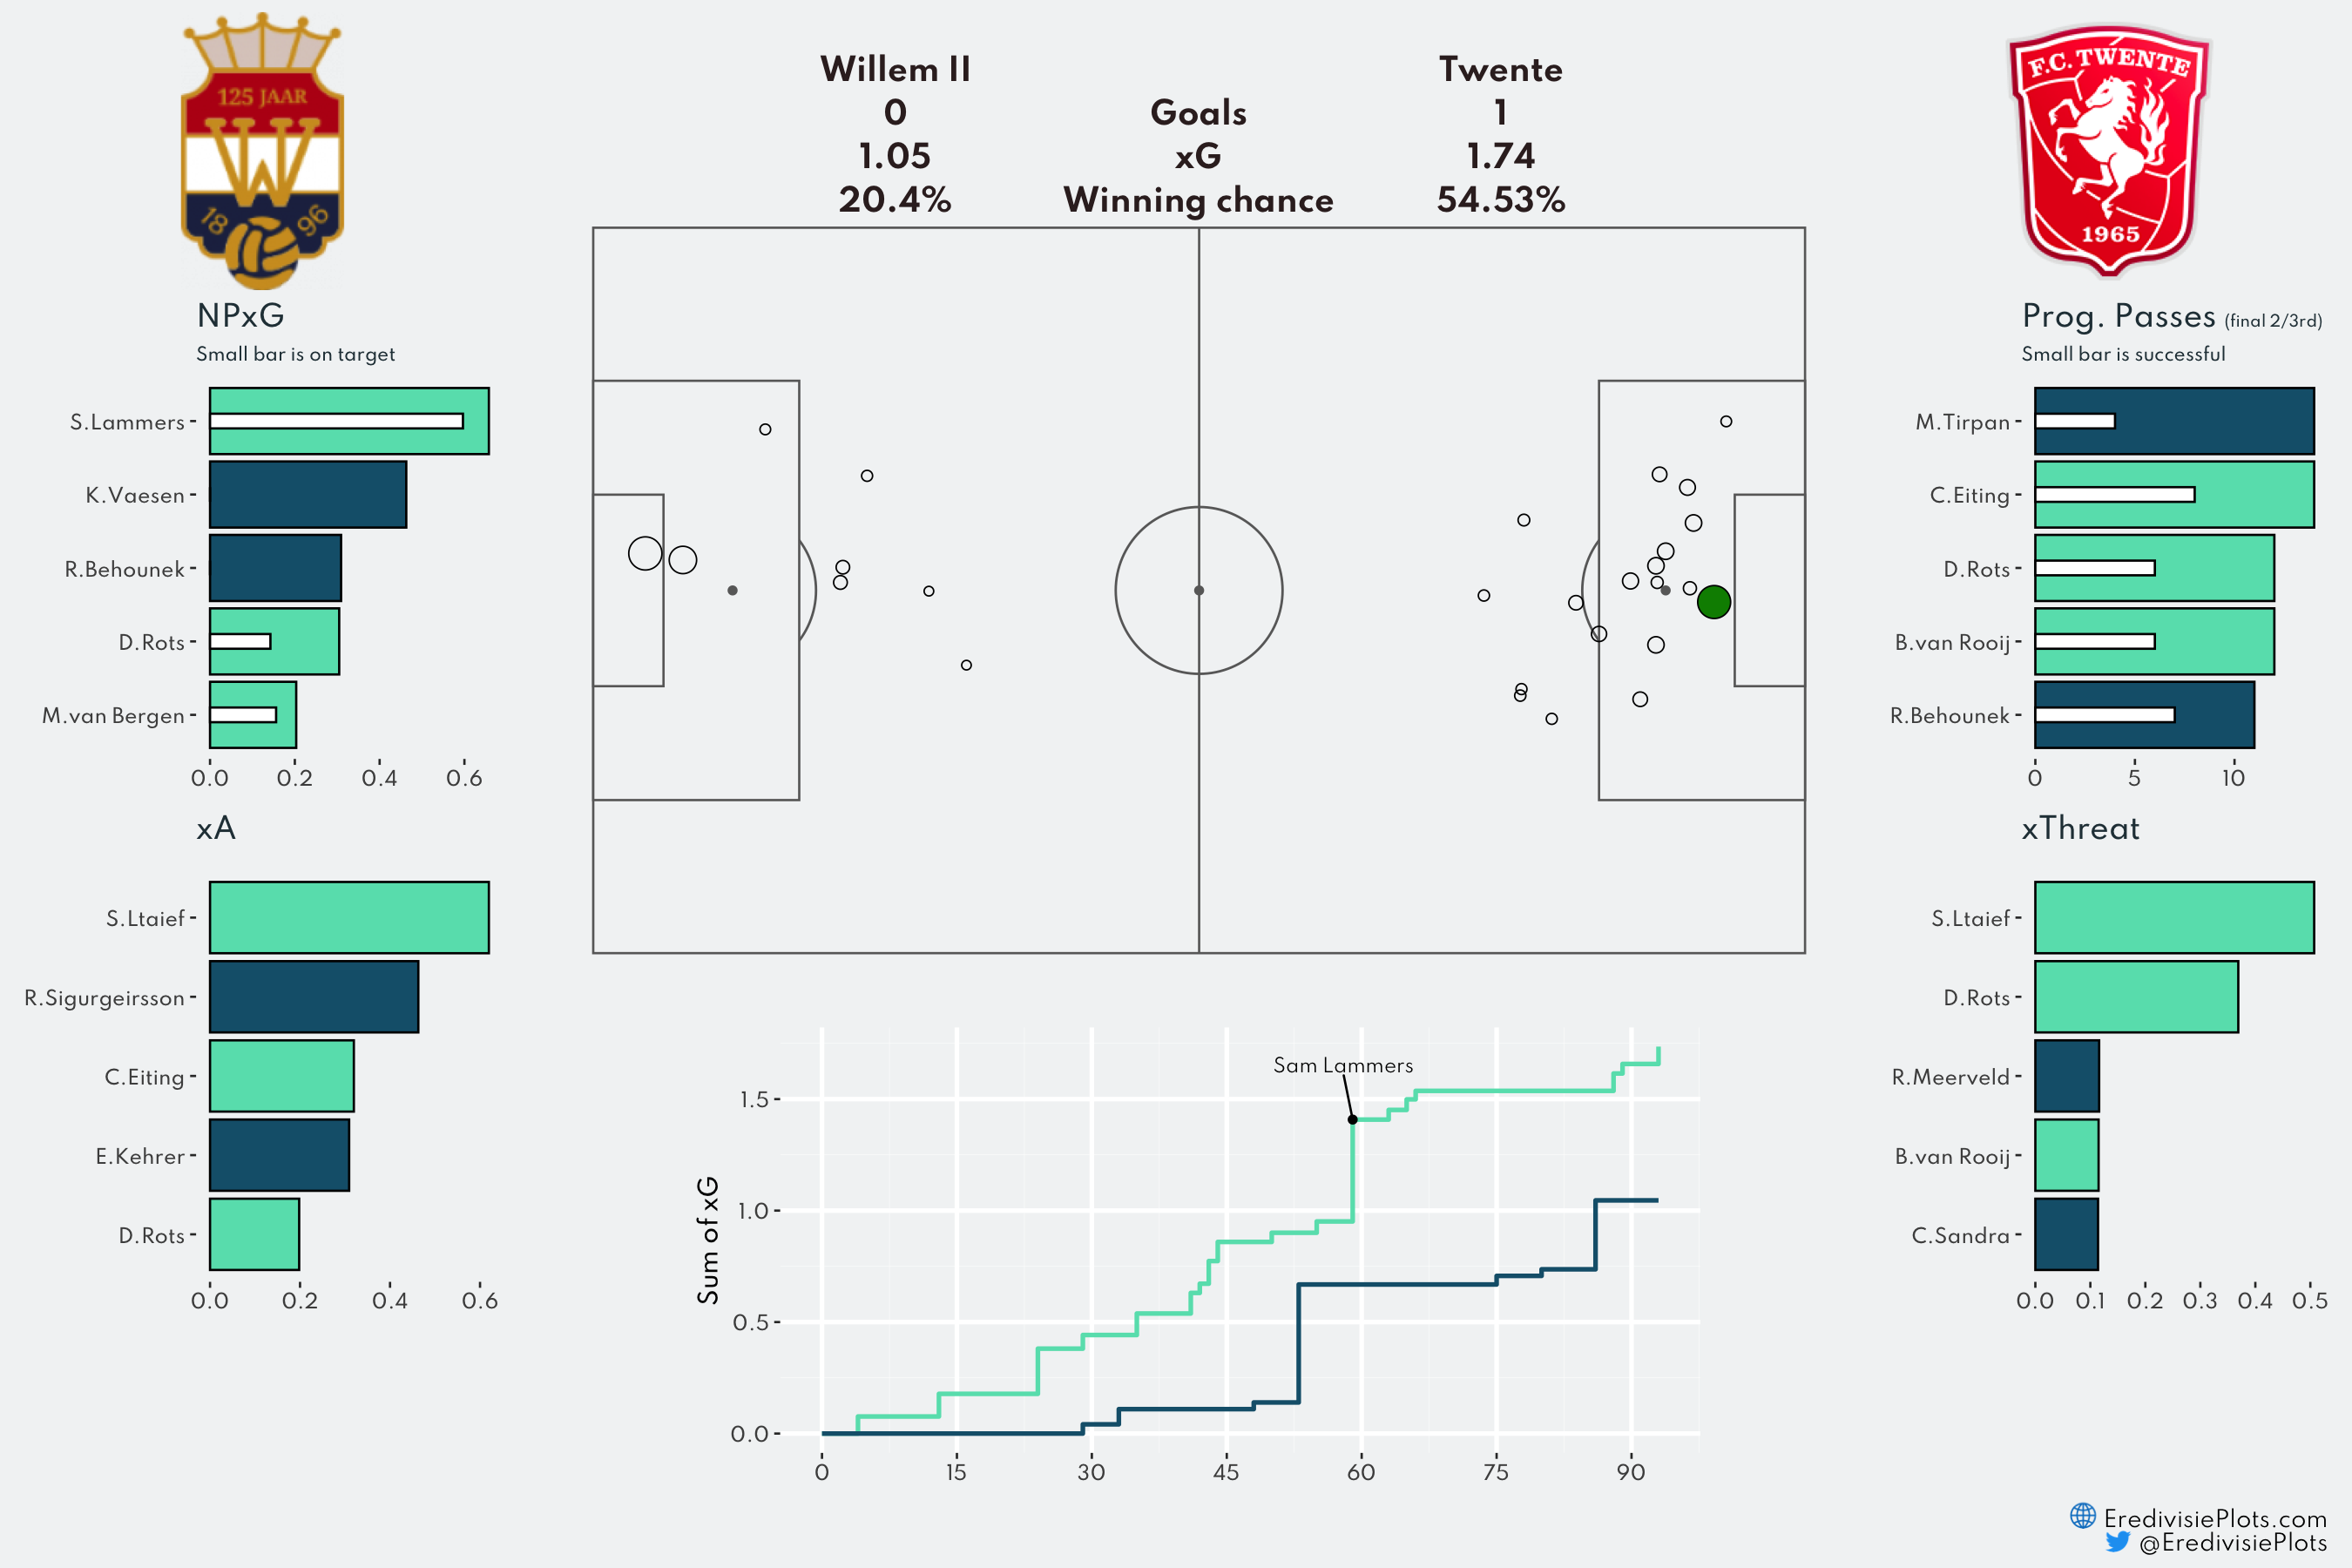 125 JAAR
W
18 96
F.C. TWENTE
1965
Willem II Twente
0 Goals 1
1.05 xG 1.74
20.4% Winning chance 54.53%
NPxG
Small bar is on target
S.Lammers
K.Vaesen
R.Behounek
D.Rots
M.van Bergen
0.0 0.2 0.4 0.6
Prog. Passes (final 2/3rd)
Small bar is successful
M.Tirpan
C.Eiting
D.Rots
B.van Rooij
R.Behounek
0 5 10
xA
S.Ltaief
R.Sigurgeirsson
C.Eiting
E.Kehrer
D.Rots
0.0 0.2 0.4 0.6
xThreat
S.Ltaief
D.Rots
R.Meerveld
B.van Rooij
C.Sandra
0.0 0.1 0.2 0.3 0.4 0.5
Sam Lammers
Sum of xG
1.5
1.0
0.5
0.0
0 15 30 45 60 75 90
EredivisiePlots.com
@EredivisiePlots